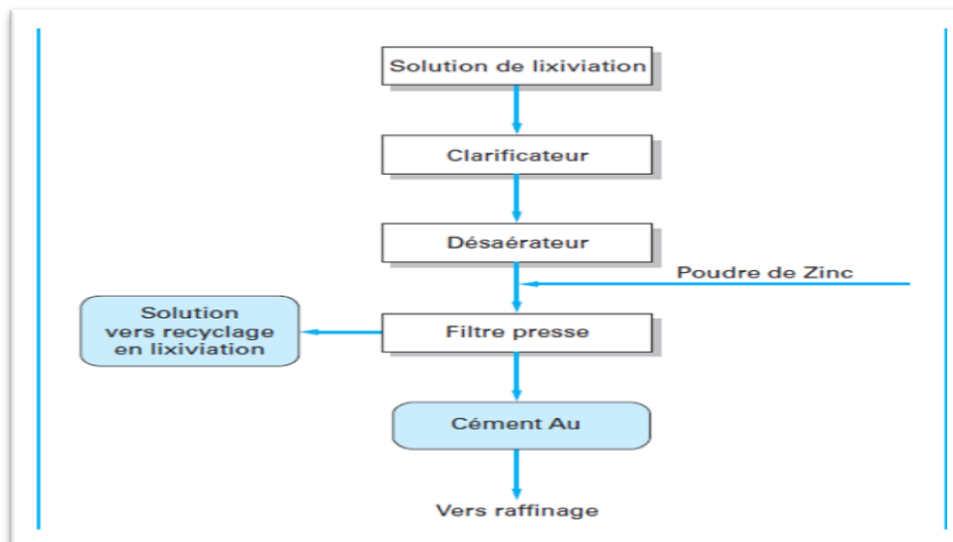 Solution de lixiviation
Clarificateur
Désaérateur
Poudre de Zinc
Solution
vers recyclage
en lixiviation
Filtre presse
Cément Au
Vers raffinage